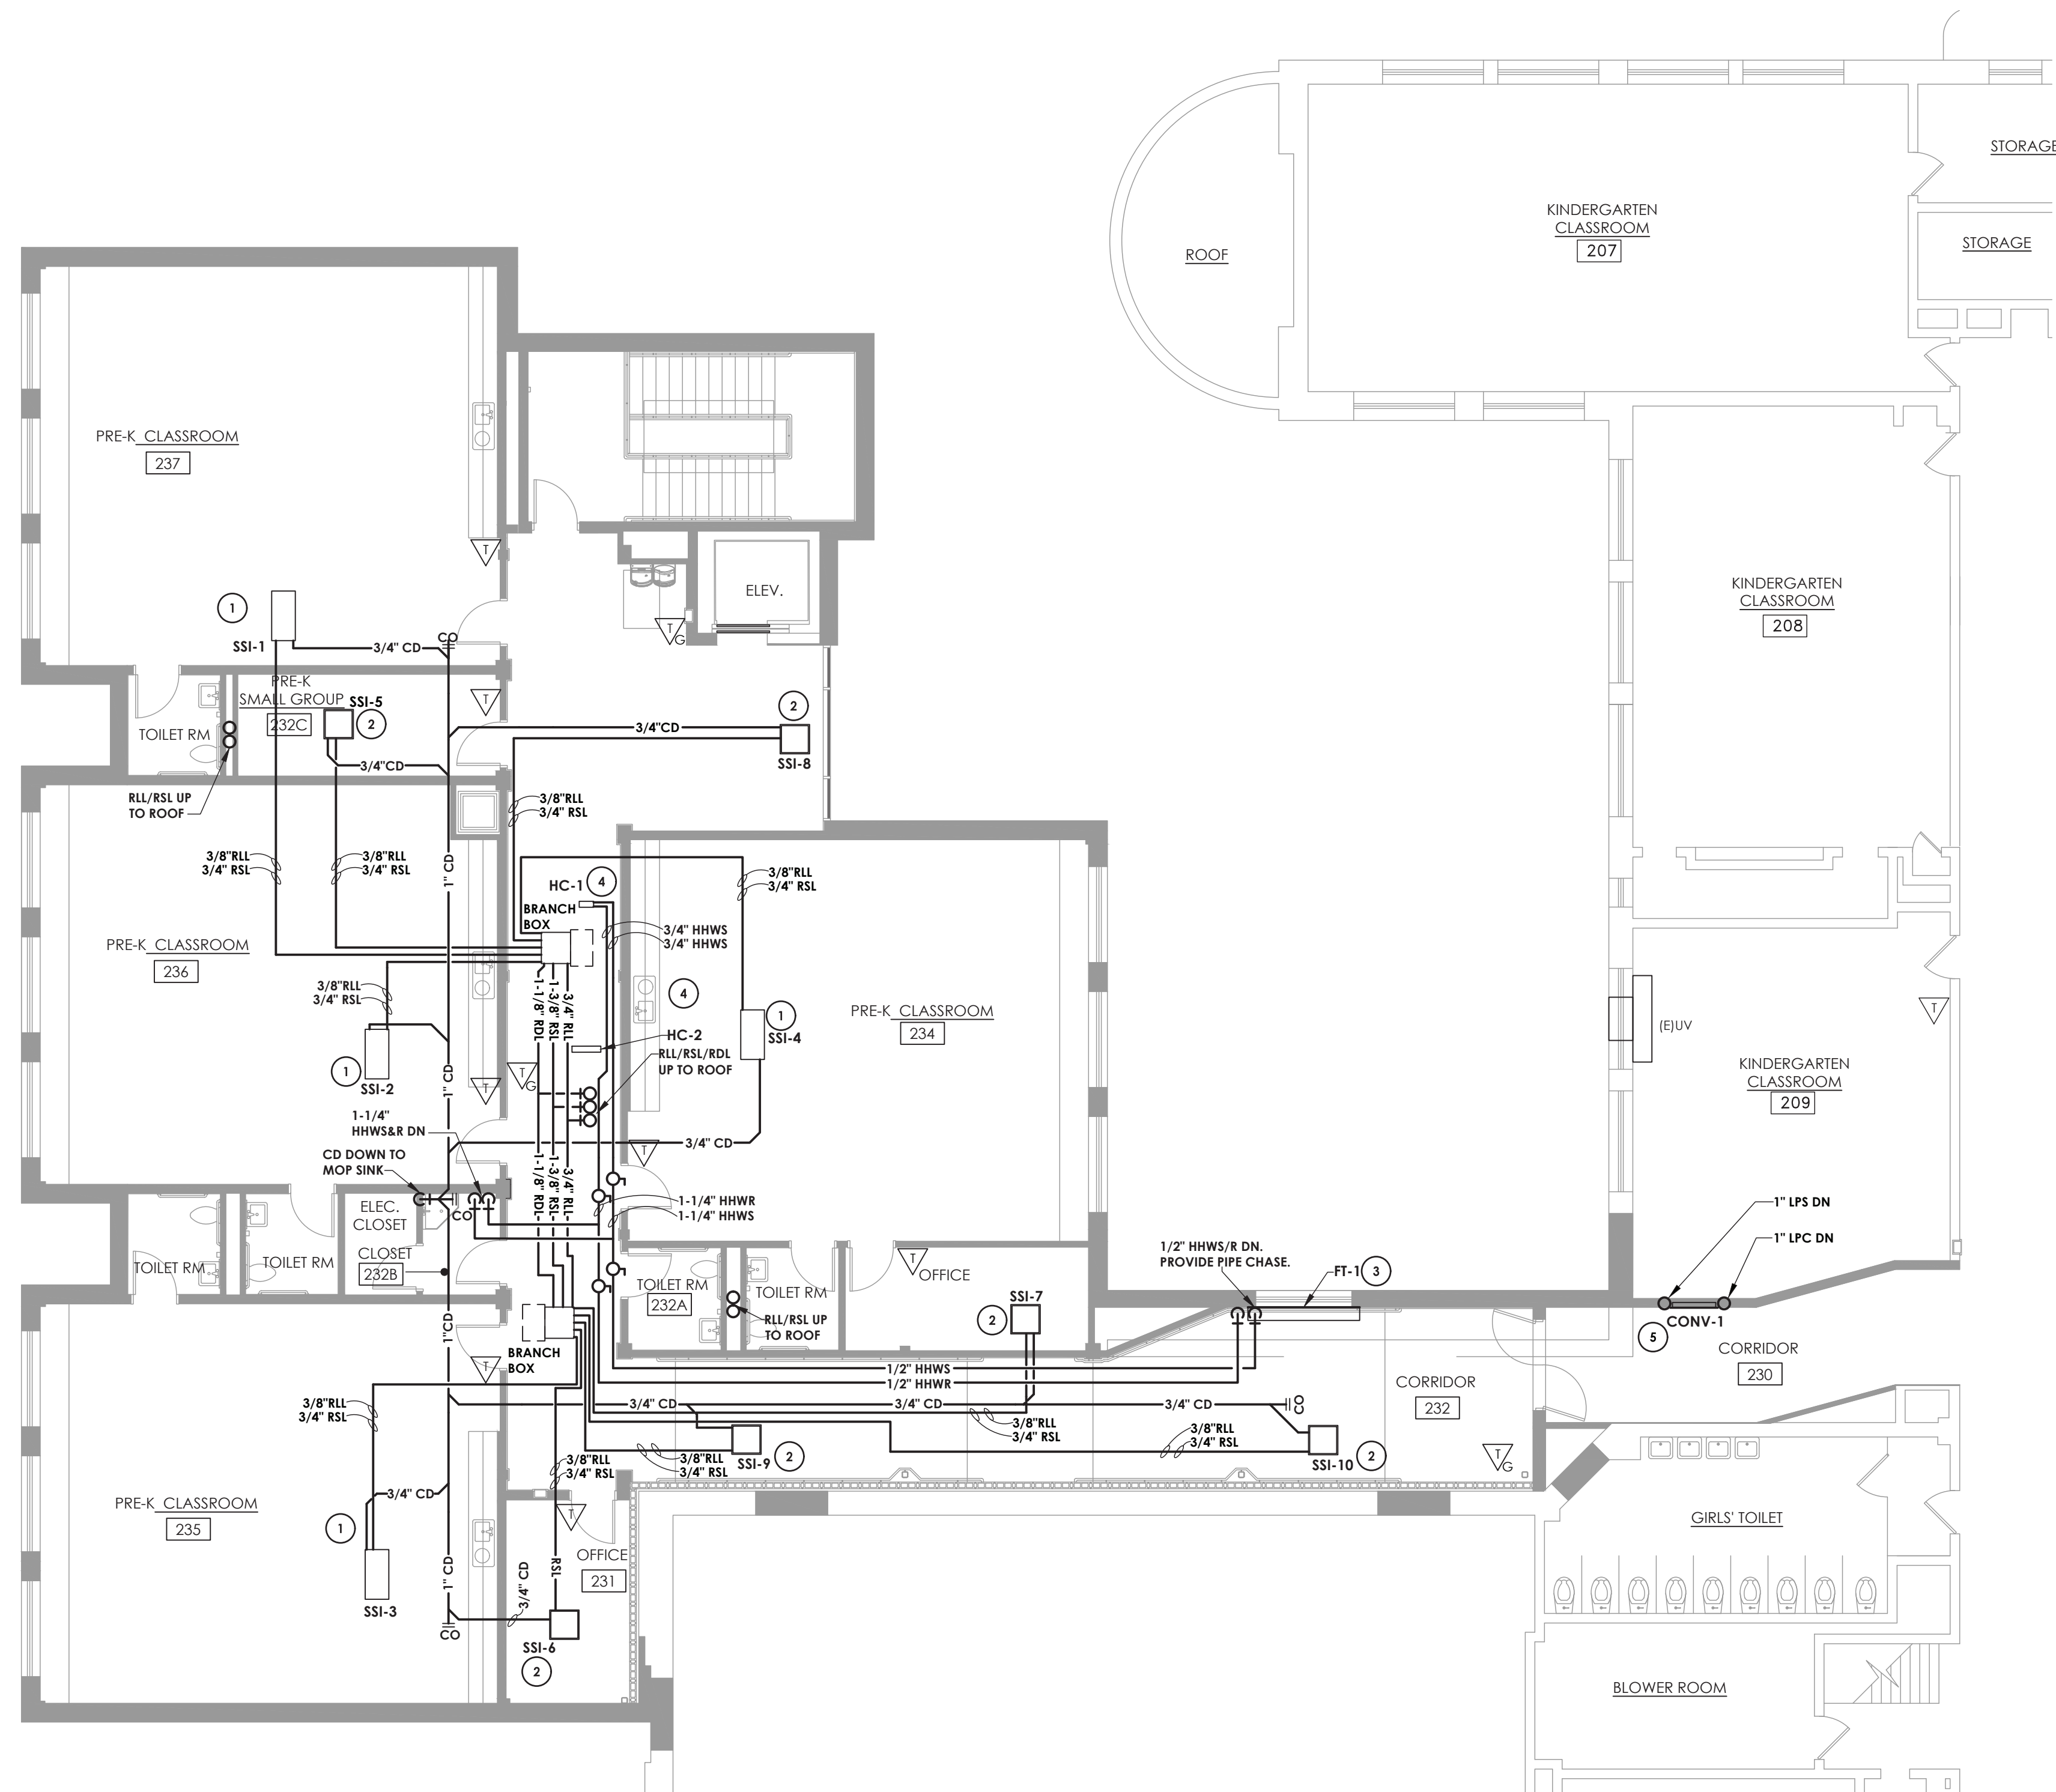 STORAGE
KINDERGARTEN
CLASSROOM
207
STORAGE
ROOF
PRE-K CLASSROOM
237
T
ELEV.
KINDERGARTEN
CLASSROOM
208
1
T
G
SSI-1
3/4" CD
CO
PRE-K
SMALL GROUP
232C
SSI-5
2
T
2
TOILET RM
3/4"CD
3/4"CD
SSI-8
RLL/RSL UP
TO ROOF
3/8"RLL
3/4" RSL
3/8"RLL
3/4" RSL
3/8"RLL
3/4" RSL
1" CD
HC-1
4
3/8"RLL
3/4" RSL
BRANCH
BOX
3/4" HHWS
3/4" HHWS
PRE-K CLASSROOM
236
3/8"RLL
3/4" RSL
1-1/8" RDL
1-3/8" RSL
3/4" RLL
4
1
SSI-4
PRE-K CLASSROOM
234
(E)UV
T
HC-2
RLL/RSL/RDL
UP TO ROOF
1
SSI-2
1" CD
T
T
G
KINDERGARTEN
CLASSROOM
209
1-1/4"
HHWS&R DN
3/4" CD
T
CD DOWN TO
MOP SINK
1-1/8" RDL
1-3/8" RSL
3/4" RLL
ELEC.
CLOSET
CO
1-1/4" HHWR
1-1/4" HHWS
1" LPS DN
1" LPC DN
CLOSET
232B
TOILET RM
TOILET RM
TOILET RM
232A
TOILET RM
T
OFFICE
1/2" HHWS/R DN.
PROVIDE PIPE CHASE.
FT-1
3
SSI-7
2
RLL/RSL UP
TO ROOF
1"CD
5
CONV-1
CORRIDOR
230
BRANCH
BOX
T
1/2" HHWS
1/2" HHWR
CORRIDOR
232
3/8"RLL
3/4" RSL
3/4" CD
3/4" CD
3/4" CD
CO
3/8"RLL
3/4" RSL
3/8"RLL
3/4" RSL
3/8"RLL
3/4" RSL
3/8"RLL
3/4" RSL
SSI-9
2
SSI-10
2
T
G
PRE-K CLASSROOM
235
3/4" CD
1
T
OFFICE
231
GIRLS' TOILET
1" CD
3/4" CD
RSL
SSI-3
CO
SSI-6
2
BLOWER ROOM